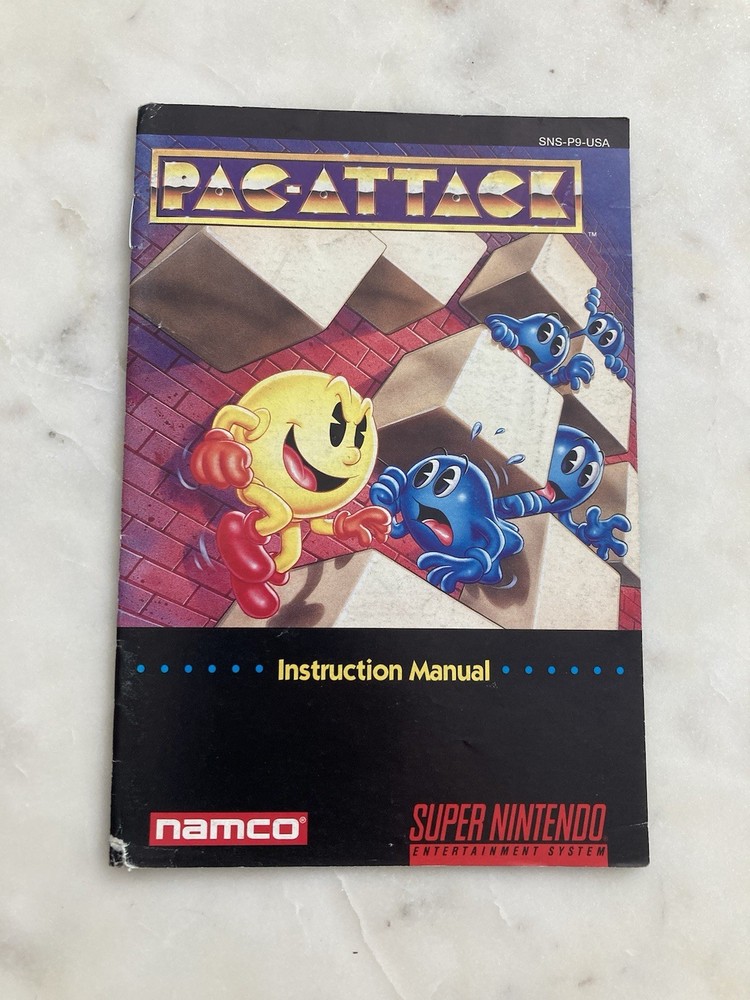 SNS-P9-USA
PAC-ATTACK
™
Instruction Manual
namco®
SUPER NINTENDO
ENTERTAINMENT SYSTEM